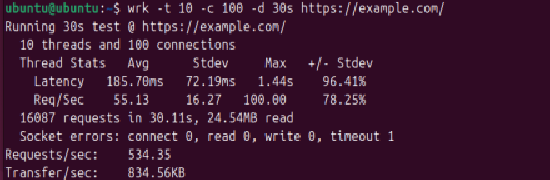 ubuntu@ubuntu:~$ wrk -t 10 -c 100 -d 30s https://example.com/
Running 30s test @ https://example.com/
  10 threads and 100 connections
  Thread Stats   Avg      Stdev     Max   +/- Stdev
    Latency   185.70ms   72.19ms   1.44s    96.41%
    Req/Sec    55.13     16.27   100.00     78.25%
  16087 requests in 30.11s, 24.54MB read
  Socket errors: connect 0, read 0, write 0, timeout 1
Requests/sec:    534.35
Transfer/sec:    834.56KB